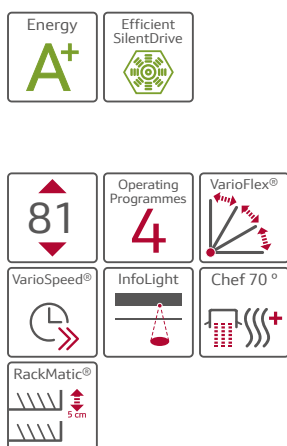 Energy
A+
Efficient
SilentDrive
81
Operating
Programmes
4
VarioFlex®
VarioSpeed®
InfoLight
Chef 70 º
+
RackMatic®
5 cm